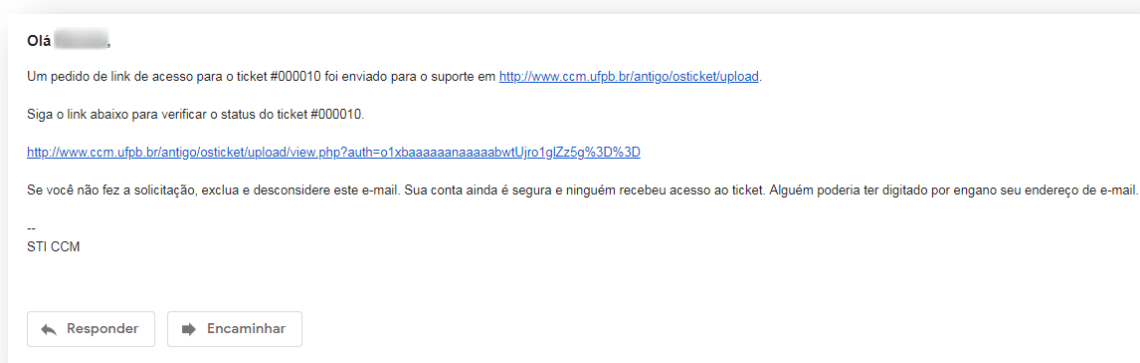 Olá ,
Um pedido de link de acesso para o ticket #000010 foi enviado para o suporte em http://www.ccm.ufpb.br/antigo/osticket/upload.
Siga o link abaixo para verificar o status do ticket #000010.
http://www.ccm.ufpb.br/antigo/osticket/upload/view.php?auth=o1xbaaaaaanaaaaabwtUjro1glZz5g%3D%3D
Se você não fez a solicitação, exclua e desconsidere este e-mail. Sua conta ainda é segura e ninguém recebeu acesso ao ticket. Alguém poderia ter digitado por engano seu endereço de e-mail.
--
STI CCM
Responder Encaminhar